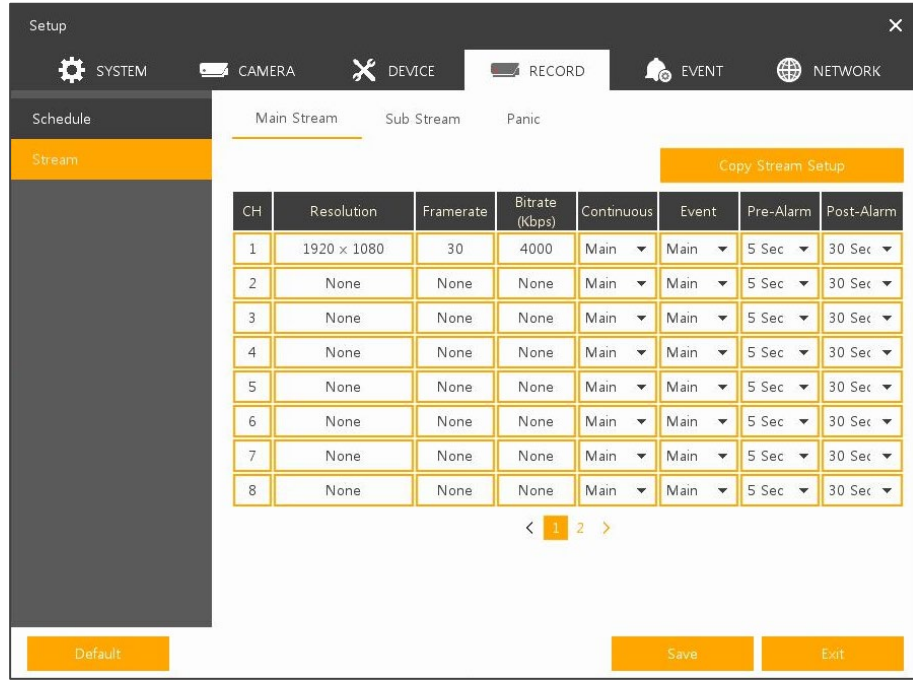 Setup
SYSTEM CAMERA DEVICE RECORD EVENT NETWORK
Schedule
Stream
Main Stream Sub Stream Panic
Copy Stream Setup
CH Resolution Framerate Bitrate (Kbps) Continuous Event Pre-Alarm Post-Alarm
1 1920 × 1080 30 4000 Main Main 5 Sec 30 Sec
2 None None None Main Main 5 Sec 30 Sec
3 None None None Main Main 5 Sec 30 Sec
4 None None None Main Main 5 Sec 30 Sec
5 None None None Main Main 5 Sec 30 Sec
6 None None None Main Main 5 Sec 30 Sec
7 None None None Main Main 5 Sec 30 Sec
8 None None None Main Main 5 Sec 30 Sec
< 1 2 >
Default Save Exit